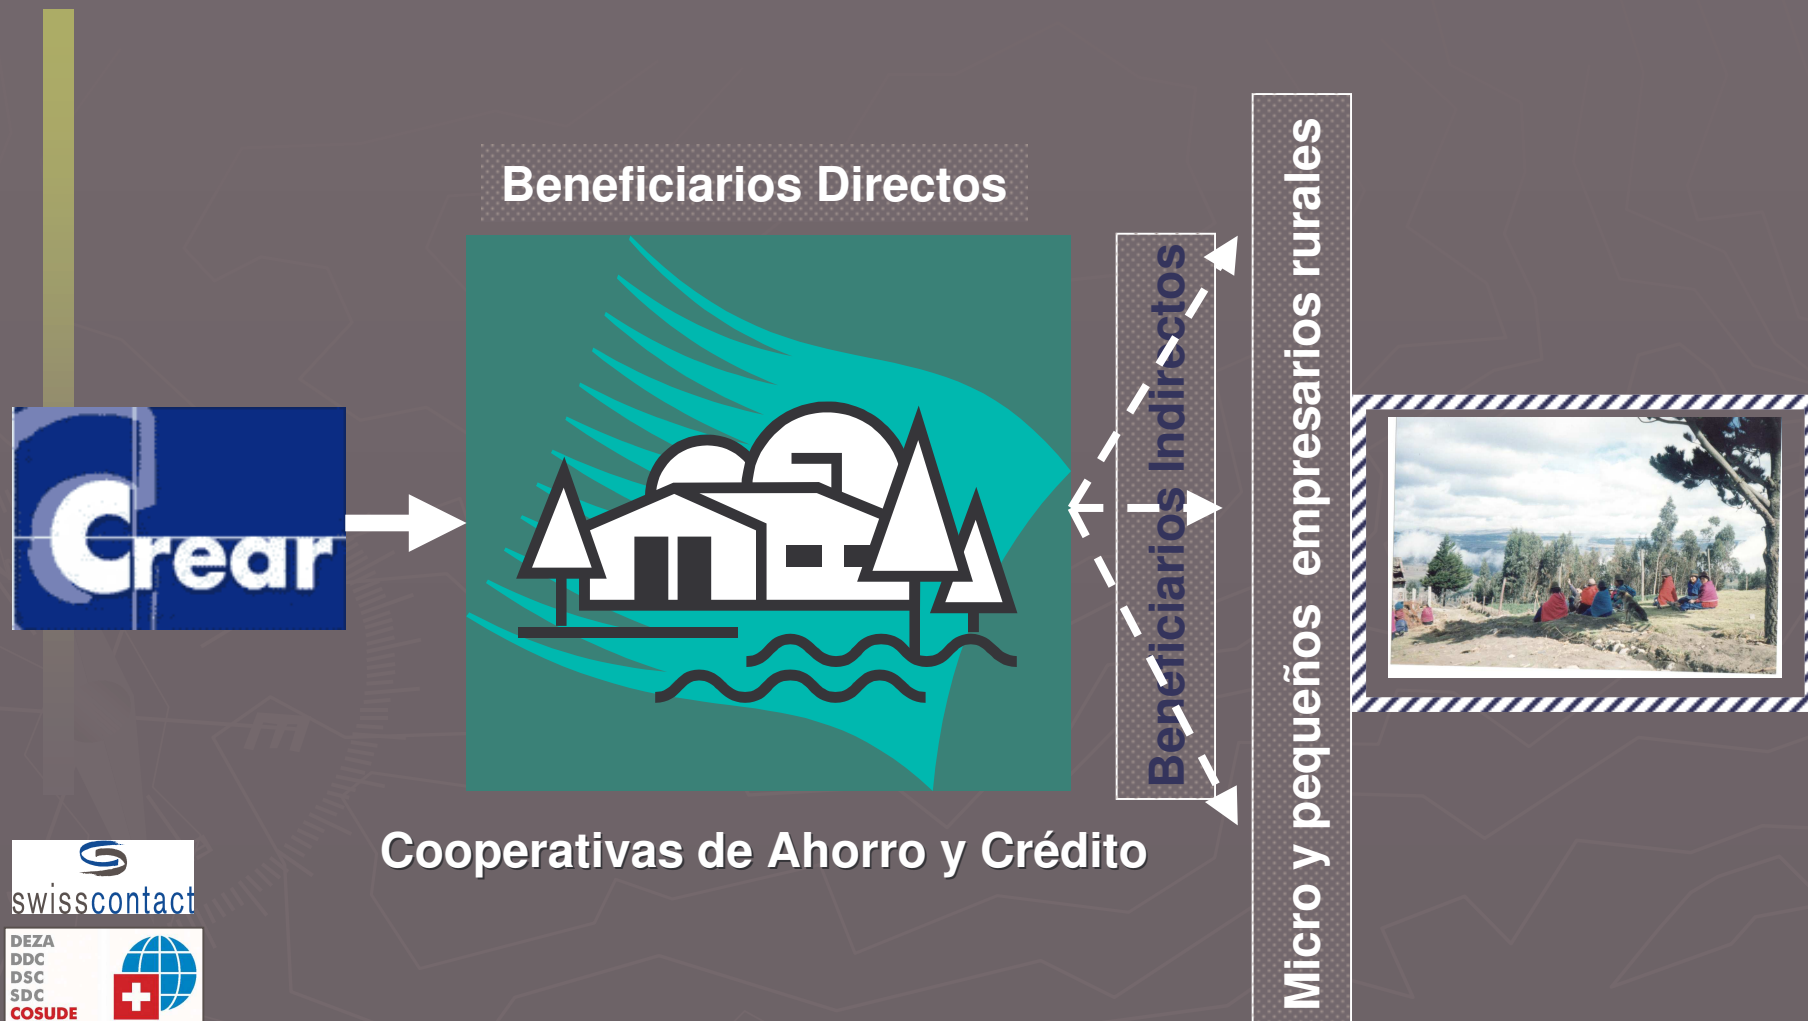 Beneficiarios Directos
Crear
Beneficiarios Indirectos
Micro y pequeños empresarios rurales
Cooperativas de Ahorro y Crédito
swisscontact
DEZA
DDC
DSC
SDC
COSUDE